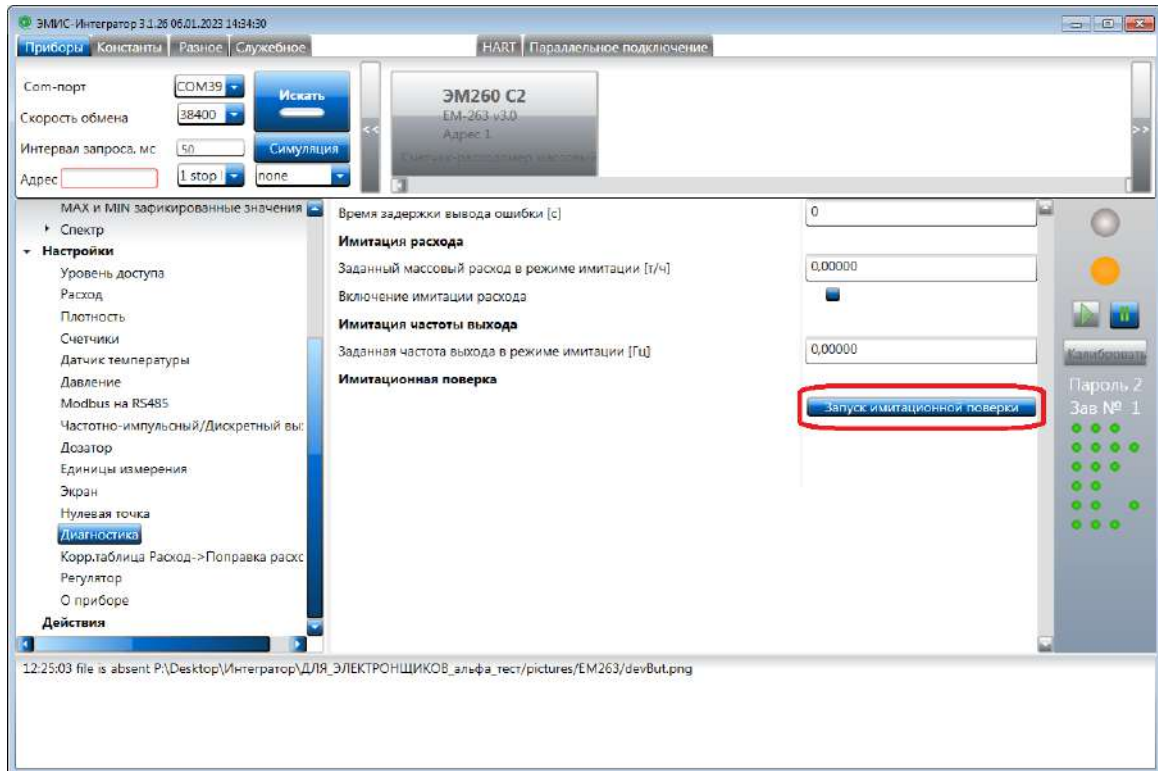 ЭМИС-Интегратор 3.1.26 06.01.2023 14:34:30
Приборы Константы Разное Служебное HART Параллельное подключение
Com-порт COM39
Искать
Скорость обмена 38400
Интервал запроса, мс 50 Симуляция
Адрес 1 stop none
<<
ЭМ260 С2
EM-263 v3.0
Адрес 1
Счетчик-расходомер массовый
>>
MAX и MIN зафикированные значения
Спектр
Настройки
Уровень доступа
Расход
Плотность
Счетчики
Датчик температуры
Давление
Modbus на RS485
Частотно-импульсный/Дискретный вы:
Дозатор
Единицы измерения
Экран
Нулевая точка
Диагностика
Корр.таблица Расход->Поправка расхс
Регулятор
О приборе
Действия
Время задержки вывода ошибки [с] 0
Имитация расхода
Заданный массовый расход в режиме имитации [т/ч] 0,00000
Включение имитации расхода
Имитация частоты выхода
Заданная частота выхода в режиме имитации [Гц] 0,00000
Имитационная поверка
Запуск имитационной поверки
Калибровать
Пароль 2
Зав № 1
12:25:03 file is absent P:\Desktop\Интегратор\ДЛЯ_ЭЛЕКТРОНЩИКОВ_альфа_тест/pictures/EM263/devBut.png